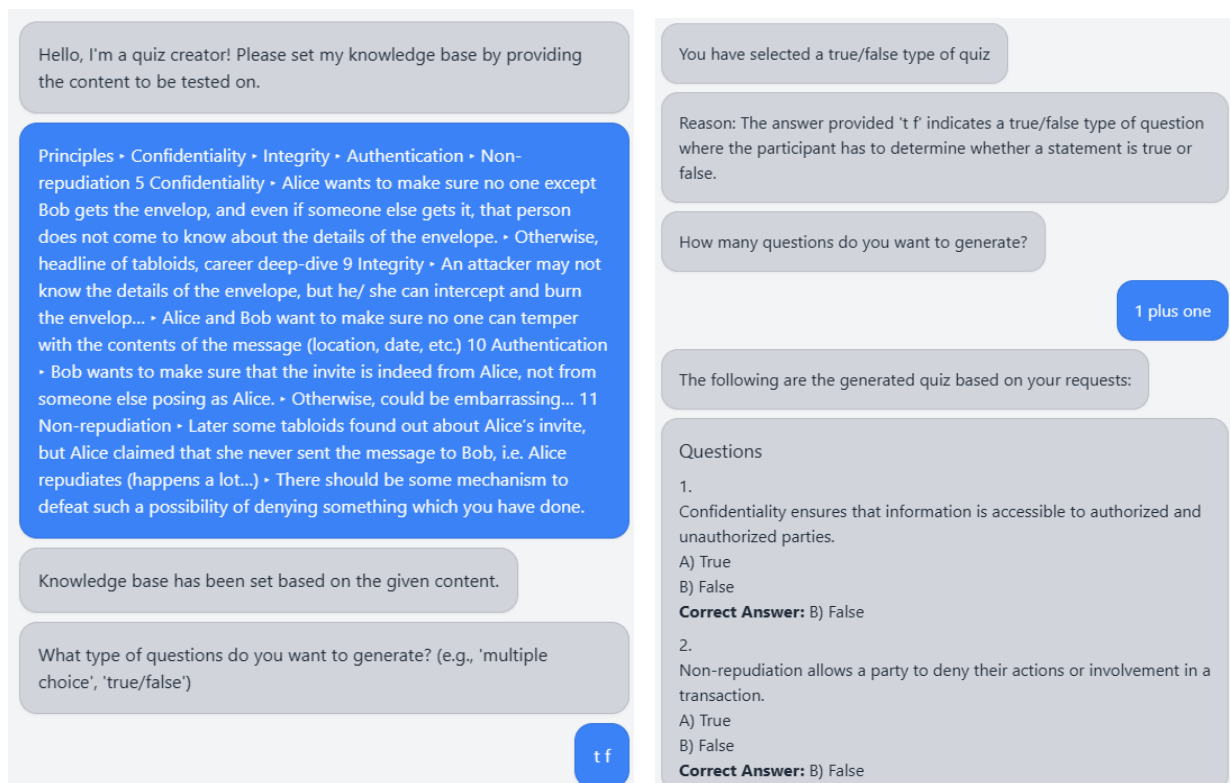 Hello, I'm a quiz creator! Please set my knowledge base by providing
the content to be tested on.
Principles ‣ Confidentiality ‣ Integrity ‣ Authentication ‣ Non-
repudiation 5 Confidentiality ‣ Alice wants to make sure no one except
Bob gets the envelop, and even if someone else gets it, that person
does not come to know about the details of the envelope. ‣ Otherwise,
headline of tabloids, career deep-dive 9 Integrity ‣ An attacker may not
know the details of the envelope, but he/ she can intercept and burn
the envelop... ‣ Alice and Bob want to make sure no one can temper
with the contents of the message (location, date, etc.) 10 Authentication
‣ Bob wants to make sure that the invite is indeed from Alice, not from
someone else posing as Alice. ‣ Otherwise, could be embarrassing... 11
Non-repudiation ‣ Later some tabloids found out about Alice's invite,
but Alice claimed that she never sent the message to Bob, i.e. Alice
repudiates (happens a lot...) ‣ There should be some mechanism to
defeat such a possibility of denying something which you have done.
Knowledge base has been set based on the given content.
What type of questions do you want to generate? (e.g., 'multiple
choice', 'true/false')
t f
You have selected a true/false type of quiz
Reason: The answer provided 't f' indicates a true/false type of question
where the participant has to determine whether a statement is true or
false.
How many questions do you want to generate?
1 plus one
The following are the generated quiz based on your requests:
Questions
1.
Confidentiality ensures that information is accessible to authorized and
unauthorized parties.
A) True
B) False
Correct Answer: B) False
2.
Non-repudiation allows a party to deny their actions or involvement in a
transaction.
A) True
B) False
Correct Answer: B) False